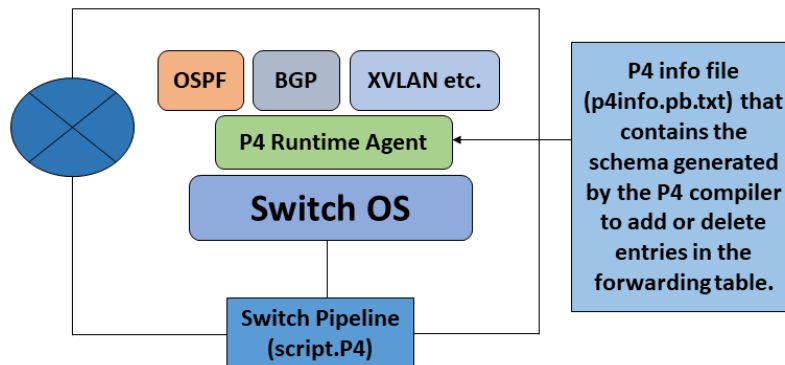 OSPF
BGP
XVLAN etc.
P4 Runtime Agent
Switch OS
Switch Pipeline
(script.P4)
P4 info file
(p4info.pb.txt) that
contains the
schema generated
by the P4 compiler
to add or delete
entries in the
forwarding table.